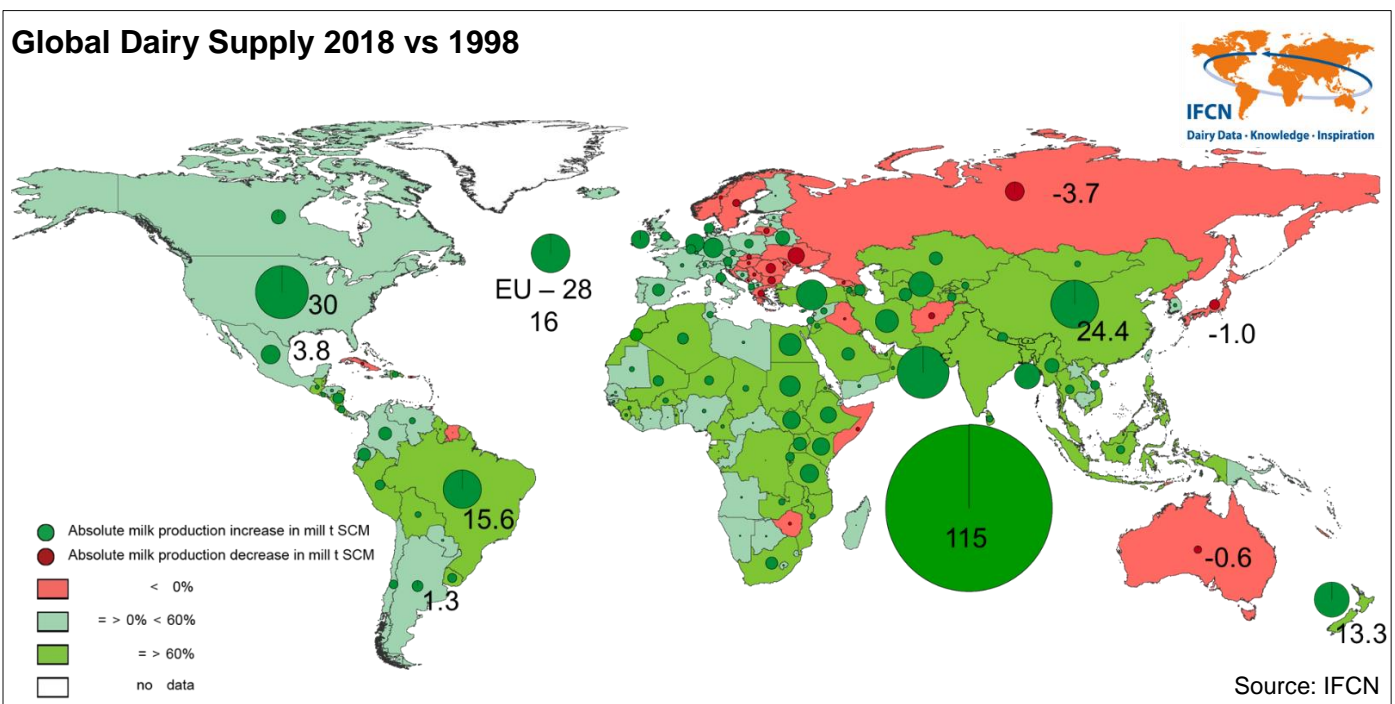 Global Dairy Supply 2018 vs 1998
IFCN
Dairy Data · Knowledge · Inspiration
-3.7
EU – 28
16
30
24.4
-1.0
3.8
15.6
115
-0.6
1.3
13.3
Absolute milk production increase in mill t SCM
Absolute milk production decrease in mill t SCM
< 0%
= > 0% < 60%
= > 60%
no data
Source: IFCN